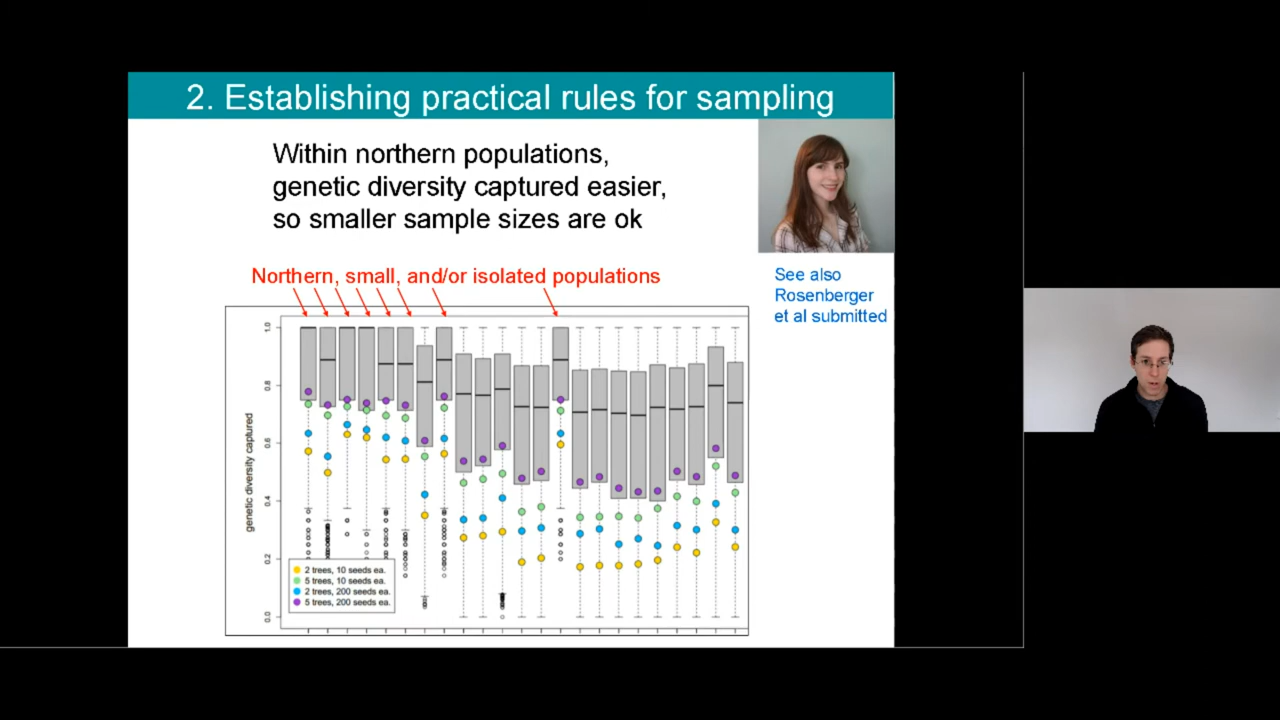 2. Establishing practical rules for sampling
Within northern populations,
genetic diversity captured easier,
so smaller sample sizes are ok
See also
Rosenberger
et al submitted
Northern, small, and/or isolated populations
genetic diversity captured
1.0
0.8
0.6
0.4
0.2
0.0
2 trees, 10 seeds ea.
5 trees, 10 seeds ea.
2 trees, 200 seeds ea.
5 trees, 200 seeds ea.